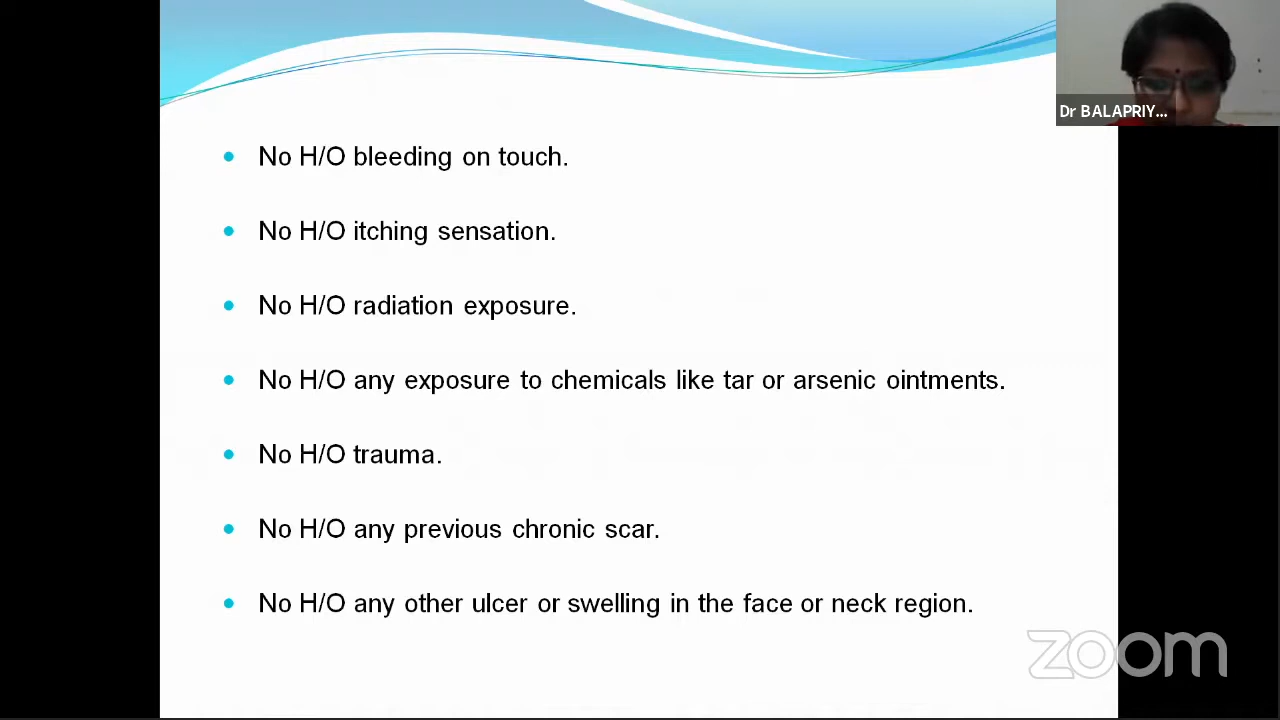 Dr BALAPRIY...
No H/O bleeding on touch.
No H/O itching sensation.
No H/O radiation exposure.
No H/O any exposure to chemicals like tar or arsenic ointments.
No H/O trauma.
No H/O any previous chronic scar.
No H/O any other ulcer or swelling in the face or neck region.
zoom